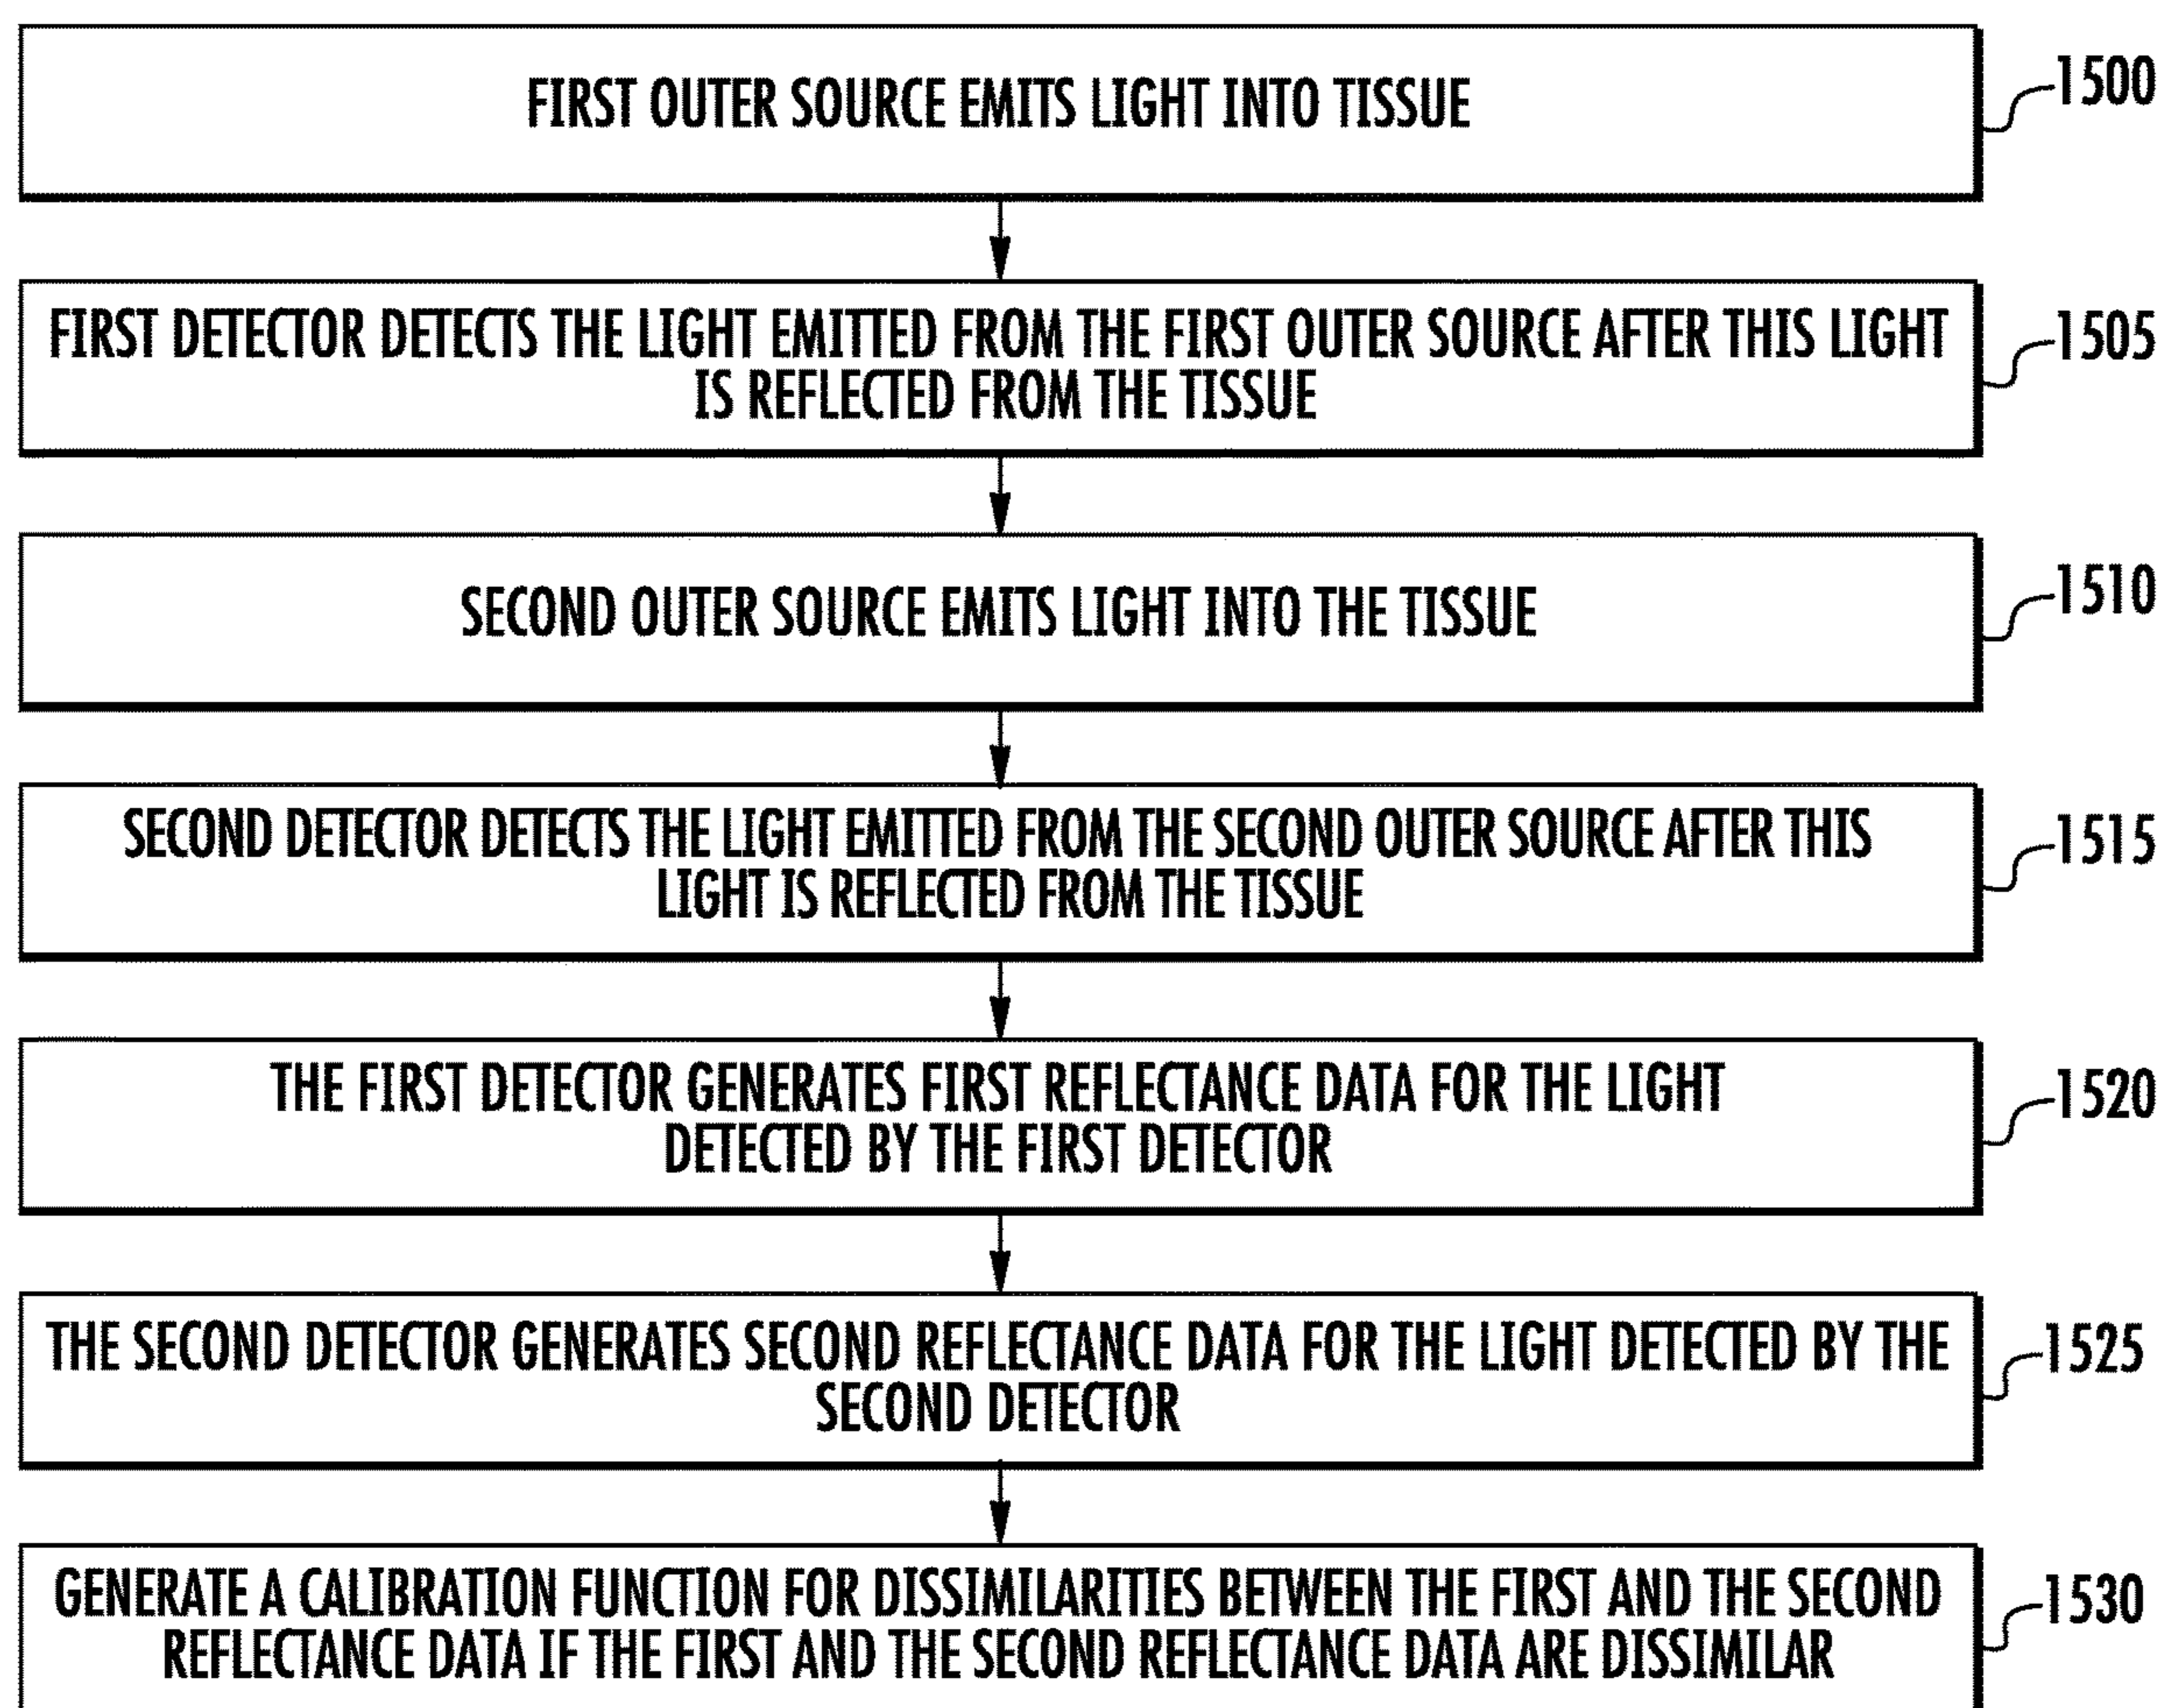 FIRST OUTER SOURCE EMITS LIGHT INTO TISSUE
1500
FIRST DETECTOR DETECTS THE LIGHT EMITTED FROM THE FIRST OUTER SOURCE AFTER THIS LIGHT
IS REFLECTED FROM THE TISSUE
1505
SECOND OUTER SOURCE EMITS LIGHT INTO THE TISSUE
1510
SECOND DETECTOR DETECTS THE LIGHT EMITTED FROM THE SECOND OUTER SOURCE AFTER THIS
LIGHT IS REFLECTED FROM THE TISSUE
1515
THE FIRST DETECTOR GENERATES FIRST REFLECTANCE DATA FOR THE LIGHT
DETECTED BY THE FIRST DETECTOR
1520
THE SECOND DETECTOR GENERATES SECOND REFLECTANCE DATA FOR THE LIGHT DETECTED BY THE
SECOND DETECTOR
1525
GENERATE A CALIBRATION FUNCTION FOR DISSIMILARITIES BETWEEN THE FIRST AND THE SECOND
REFLECTANCE DATA IF THE FIRST AND THE SECOND REFLECTANCE DATA ARE DISSIMILAR
1530